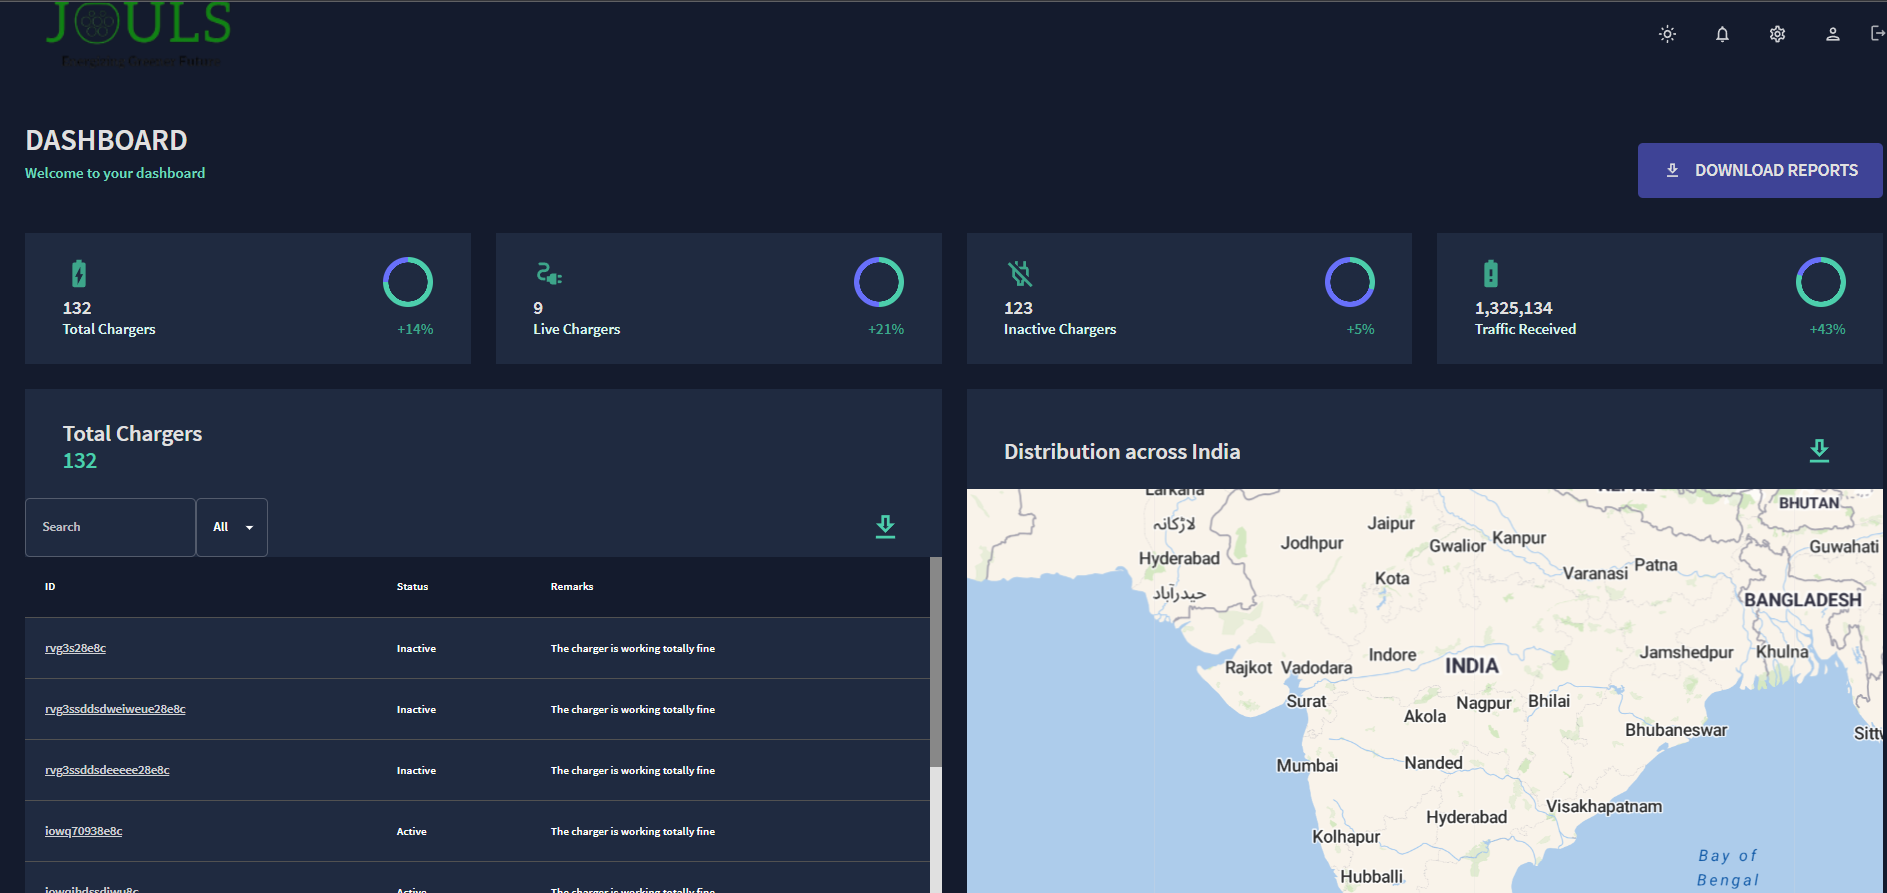 JOULS
DASHBOARD
Welcome to your dashboard
DOWNLOAD REPORTS
132
Total Chargers
+14%
9
Live Chargers
+21%
123
Inactive Chargers
+5%
1,325,134
Traffic Received
+43%
Total Chargers
132
Search
All
ID Status Remarks
rvg3s28e8c Inactive The charger is working totally fine
rvg3ssddsdweiweue28e8c Inactive The charger is working totally fine
rvg3ssddsdeeeee28e8c Inactive The charger is working totally fine
iowq70938e8c Active The charger is working totally fine
Active The charger is working totally fine
Distribution across India
Larkana
لاڑکانہ
Hyderabad
حیدرآباد
Jaipur
Jodhpur
Gwalior
Kanpur
Kota
Varanasi
Patna
NEPAL
BHUTAN
Guwahati
BANGLADESH
Rajkot
Vadodara
Indore
INDIA
Jamshedpur
Khulna
Surat
Akola
Nagpur
Bhilai
Bhubaneswar
Mumbai
Nanded
Visakhapatnam
Hyderabad
Kolhapur
Hubballi
Bay of
Bengal